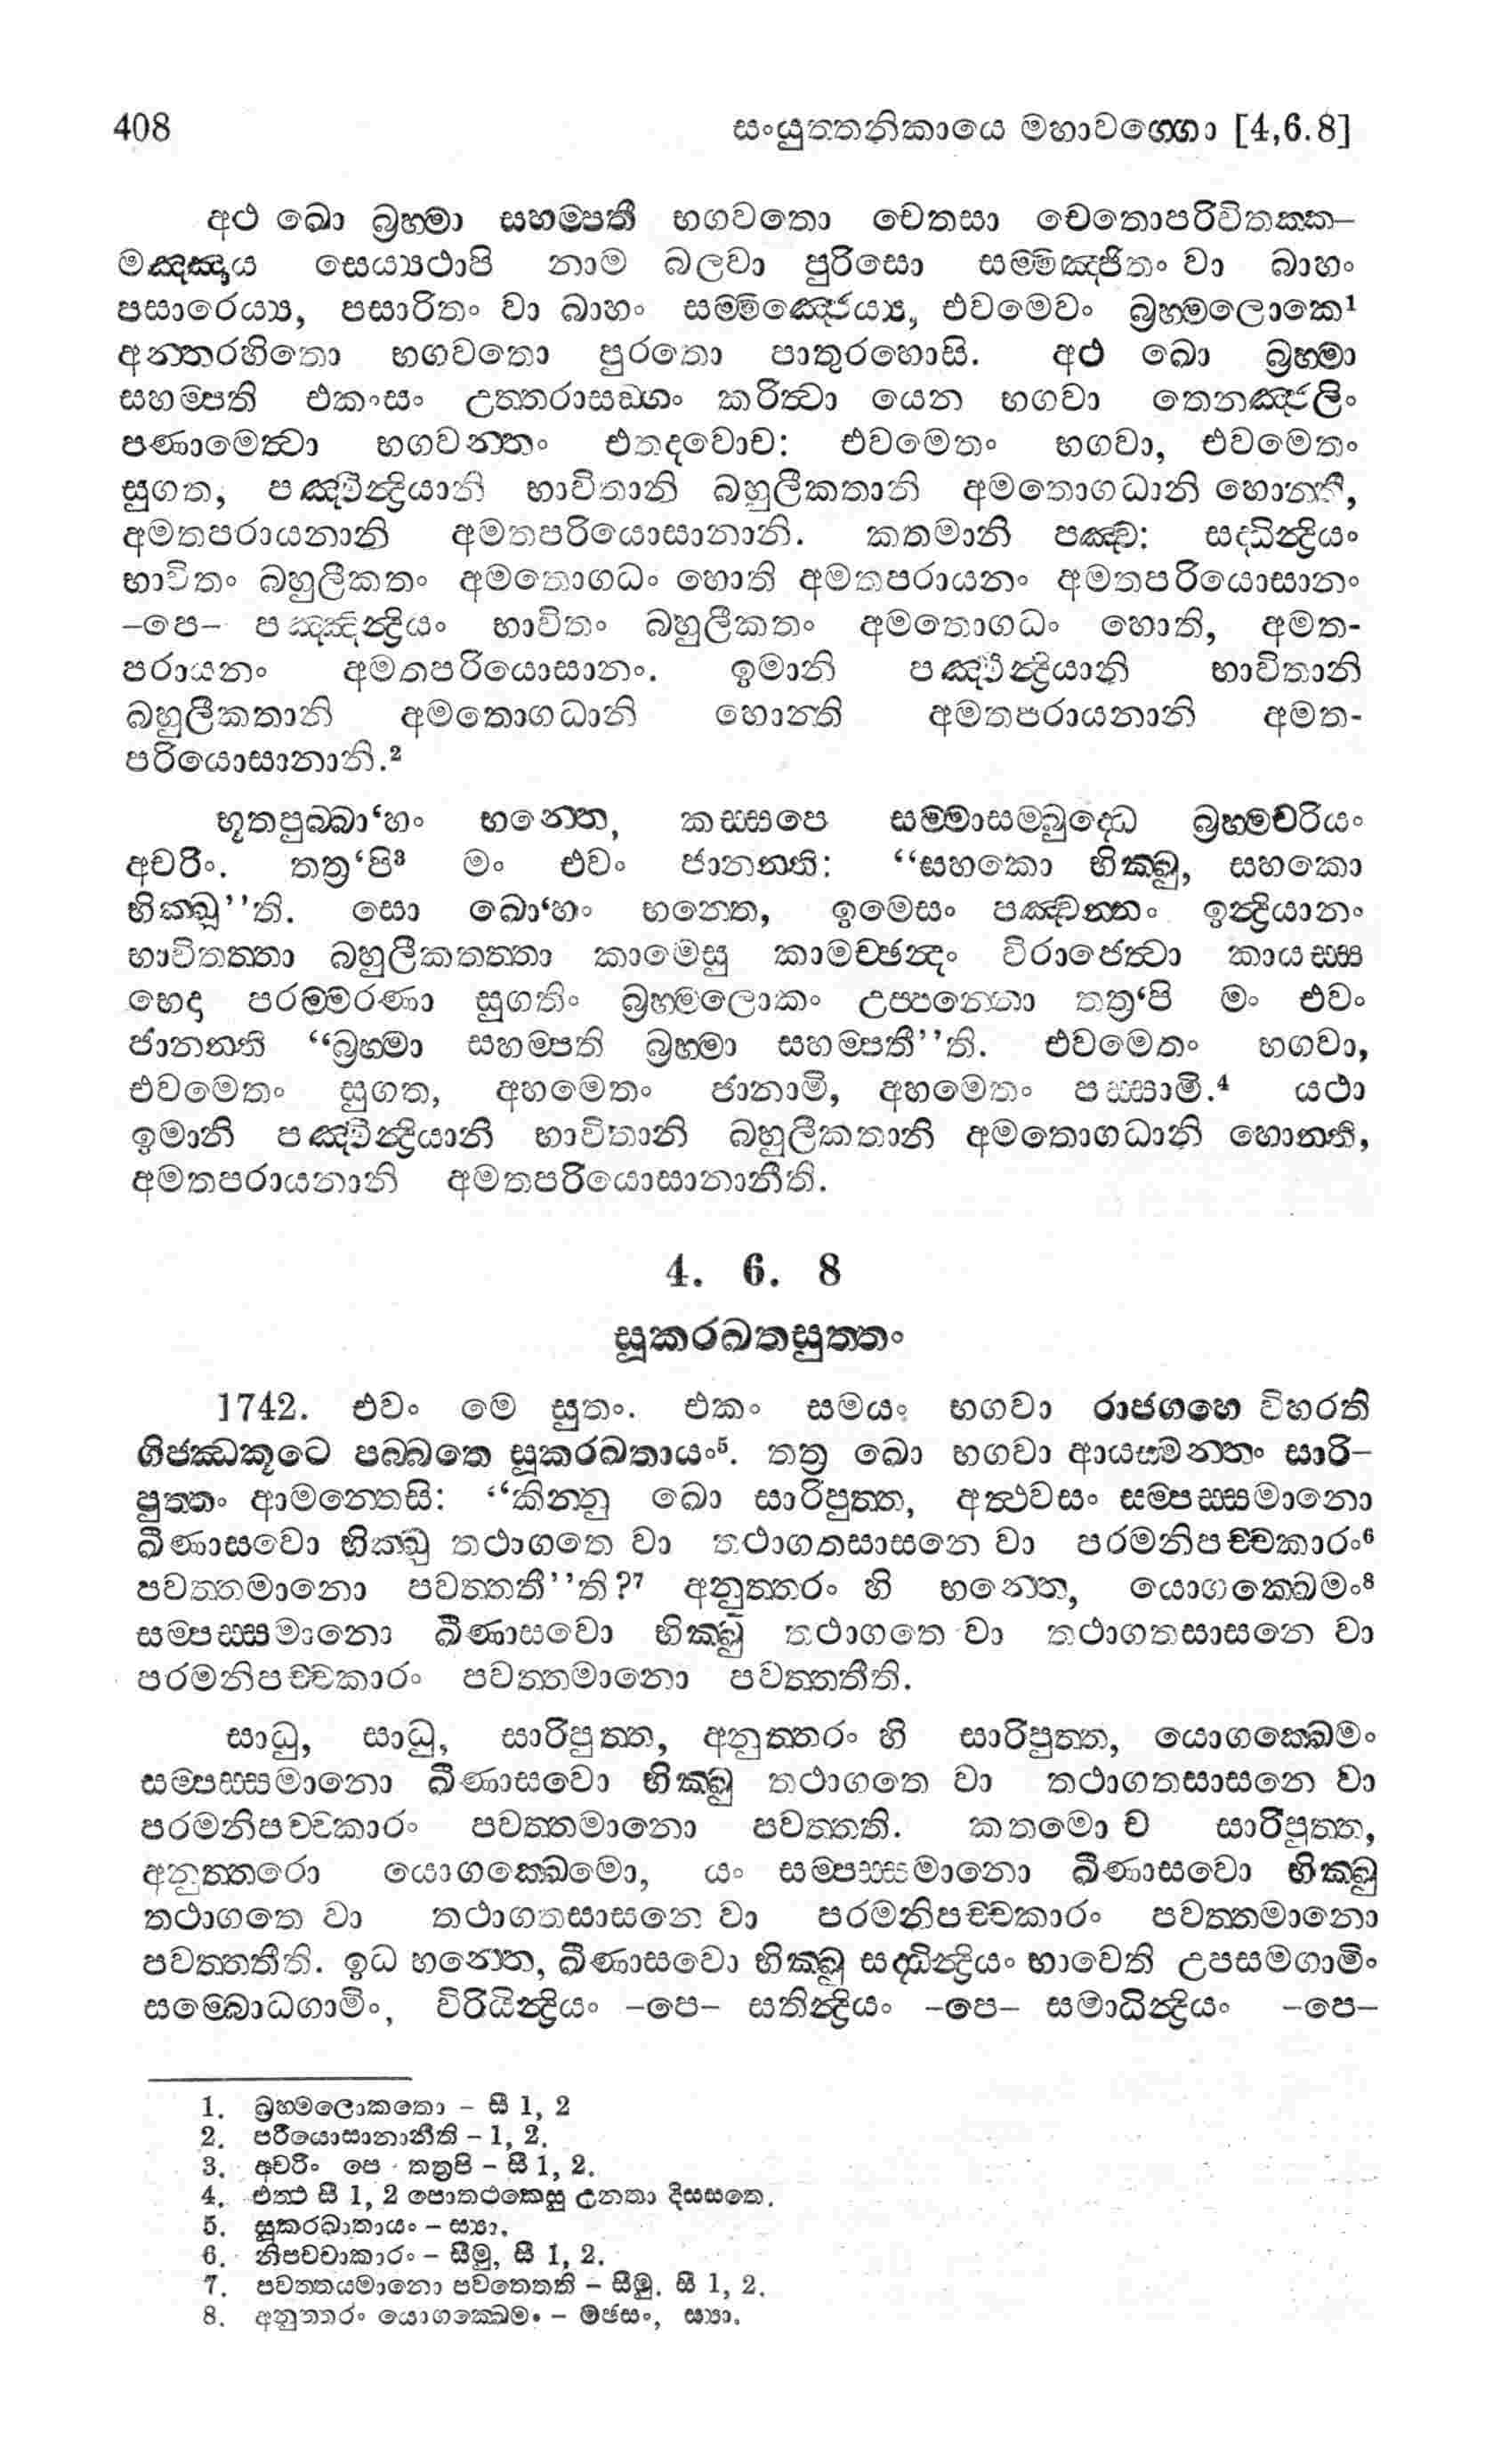 408 සංයුත්තනිකායෙ මහාවග්ගො [4,6.8]
අථ ඛො බ්‍රහ්මා සහම්පතී භගවතො චෙතසා චෙතොපරිවිතක්ක–
මඤ්ඤාය සෙය්‍යථාපි නාම බලවා පුරිසො සම්මිඤ්ජිතං වා බාහං
පසාරෙය්‍ය, පසාරිතං වා බාහං සම්මිඤ්ජෙය්‍ය, එවමෙවං බ්‍රහ්මලොකෙ¹
අන්තරහිතො භගවතො පුරතො පාතුරහොසි. අථ ඛො බ්‍රහ්මා
සහම්පති එකංසං උත්තරාසඞ්ගං කරිත්වා යෙන භගවා තෙනඤ්ජලිං
පණාමෙත්වා භගවන්තං එතදවොච: එවමෙතං භගවා, එවමෙතං
සුගත, පඤ්චින්ද්‍රියානි භාවිතානි බහුලීකතානි අමතොගධානි හොන්තී,
අමතපරායනානි අමතපරියොසානානි. කතමානි පඤ්ච: සද්ධින්ද්‍රියං
භාවිතං බහුලීකතං අමතොගධං හොති අමතපරායනං අමතපරියොසානං
–පෙ– පඤ්ඤින්ද්‍රියං භාවිතං බහුලීකතං අමතොගධං හොති, අමත-
පරායනං අමතපරියොසානං. ඉමානි පඤ්චින්ද්‍රියානි භාවිතානි
බහුලීකතානි අමතොගධානි හොන්ති අමතපරායනානි අමත-
පරියොසානානි.²
භූතපුබ්බා‘හං භන්තෙ, කස්සපෙ සම්මාසම්බුද්ධෙ බ්‍රහ්මචරියං
අචරිං. තත්‍ර‘පි³ මං එවං ජානන්ති: “සහකො භික්ඛු, සහකො
භික්ඛූ”ති. සො ඛො‘හං භන්තෙ, ඉමෙසං පඤ්චන්නං ඉන්ද්‍රියානං
භාවිතත්තා බහුලීකතත්තා කාමෙසු කාමච්ඡන්දං විරාජෙත්වා කායස්ස
භෙදා පරම්මරණා සුගතිං බ්‍රහ්මලොකං උප්පන්නො තත්‍ර‘පි මං එවං
ජානන්ති “බ්‍රහ්මා සහම්පති බ්‍රහ්මා සහම්පතී”ති. එවමෙතං භගවා,
එවමෙතං සුගත, අහමෙතං ජානාමි, අහමෙතං පස්සාමි.⁴ යථා
ඉමානි පඤ්චින්ද්‍රියානි භාවිතානි බහුලීකතානි අමතොගධානි හොන්ති,
අමතපරායනානි අමතපරියොසානානීති.
4. 6. 8
සූකරඛතසුත්තං
1742. එවං මෙ සුතං. එකං සමයං භගවා රාජගහෙ විහරති
ගිජ්ඣකූටෙ පබ්බතෙ සූකරඛතායං⁵. තත්‍ර ඛො භගවා ආයස්මන්තං සාරි–
පුත්තං ආමන්තෙසි: “කින්නු ඛො සාරිපුත්ත, අත්ථවසං සම්පස්සමානො
ඛීණාසවො භික්ඛු තථාගතෙ වා තථාගතසාසනෙ වා පරමනිපච්චකාරං⁶
පවත්තමානො පවත්තතී”ති?⁷ අනුත්තරං හි භන්තෙ, යොගක්ඛෙමං⁸
සම්පස්සමානො ඛීණාසවො භික්ඛු තථාගතෙ වා තථාගතසාසනෙ වා
පරමනිපච්චකාරං පවත්තමානො පවත්තතීති.
සාධු, සාධු, සාරිපුත්ත, අනුත්තරං හි සාරිපුත්ත, යොගක්ඛෙමං
සම්පස්සමානො ඛීණාසවො භික්ඛු තථාගතෙ වා තථාගතසාසනෙ වා
පරමනිපච්චකාරං පවත්තමානො පවත්තති. කතමො ච සාරිපුත්ත,
අනුත්තරො යොගක්ඛෙමො, යං සම්පස්සමානො ඛීණාසවො භික්ඛු
තථාගතෙ වා තථාගතසාසනෙ වා පරමනිපච්චකාරං පවත්තමානො
පවත්තතීති. ඉධ භන්තෙ, ඛීණාසවො භික්ඛු සද්ධින්ද්‍රියං භාවෙති උපසමගාමිං
සම්බොධගාමිං, විරියින්ද්‍රියං –පෙ– සතින්ද්‍රියං –පෙ– සමාධින්ද්‍රියං –පෙ–
1. බ්‍රහ්මලොකතො – සී 1, 2
2. පරියොසානානීති – 1, 2.
3. අචරිං පෙ තත්‍රපි – සී 1, 2.
4. එත්ථ සී 1, 2 පොත්ථකෙසු ඌනතා දිස්සතෙ.
5. සූකරඛාතායං – ස්‍යා.
6. නිපච්චාකාරං – සීමු, සී 1, 2.
7. පවත්තයමානො පවත්තෙතති – සීමු. සී 1, 2.
8. අනුත්තරං යොගක්ඛෙමං – මඡසං, ස්‍යා.